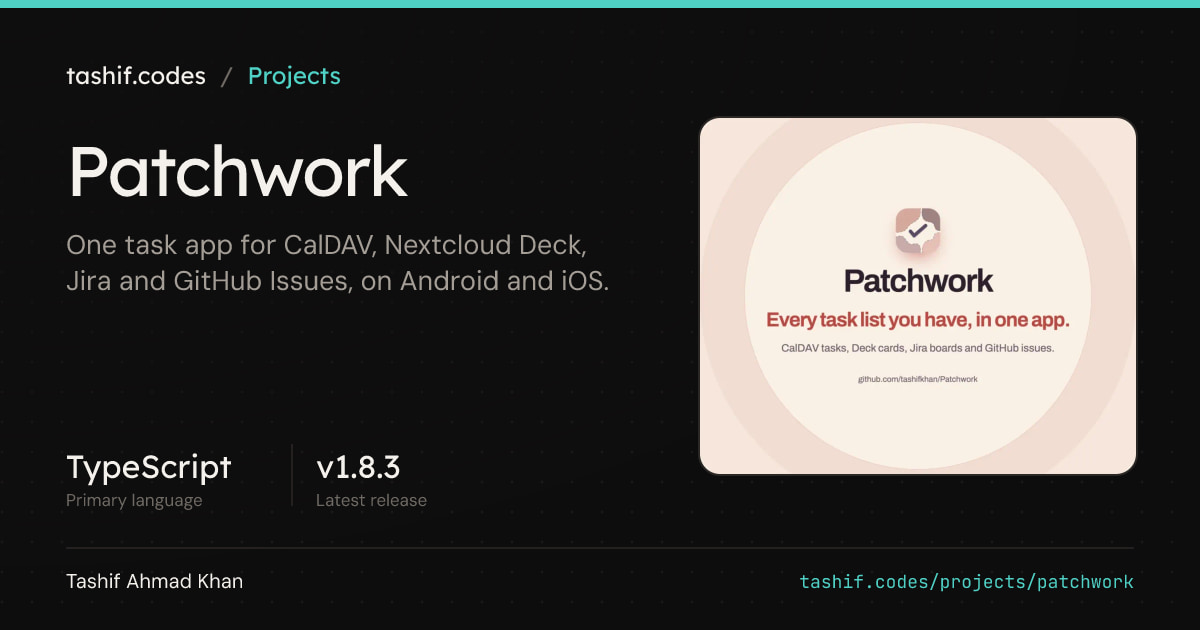 tashif.codes / Projects
Patchwork
One task app for CalDAV, Nextcloud Deck,
Jira and GitHub Issues, on Android and iOS.
Patchwork
Every task list you have, in one app.
CalDAV tasks, Deck cards, Jira boards and GitHub issues.
github.com/tashifkhan/Patchwork
TypeScript
Primary language
v1.8.3
Latest release
Tashif Ahmad Khan
tashif.codes/projects/patchwork